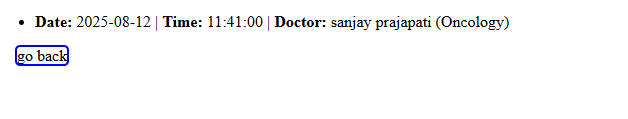 • Date: 2025-08-12 | Time: 11:41:00 | Doctor: sanjay prajapati (Oncology)
go back